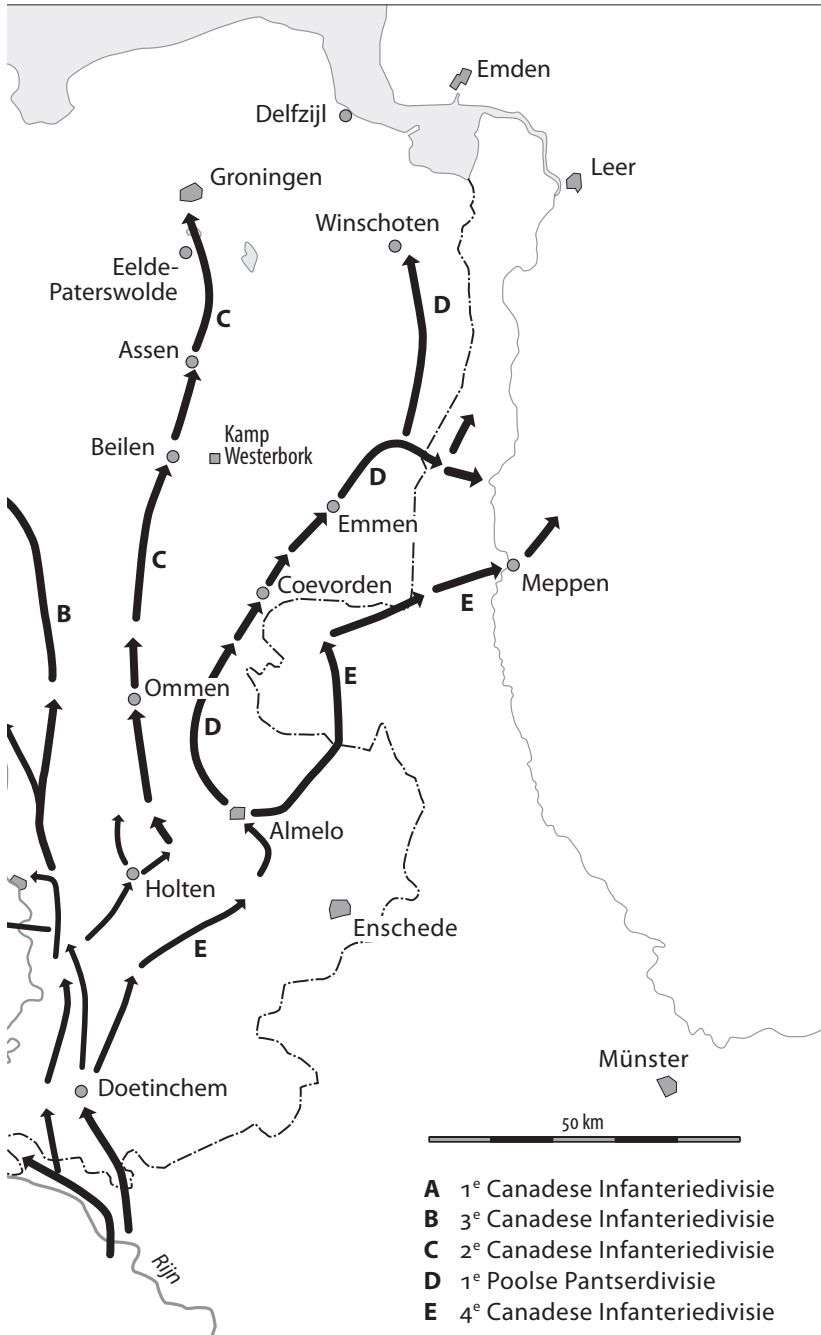 Emden
Delfzijl
Leer
Groningen
Winschoten
Eelde-
Paterswolde
D
C
Assen
Kamp
Westerbork
Beilen
D
Emmen
C
Coevorden
Meppen
E
B
E
Ommen
D
Almelo
Holten
Enschede
E
Münster
Doetinchem
50 km
A 1e Canadese Infanteriedivisie
B 3e Canadese Infanteriedivisie
C 2e Canadese Infanteriedivisie
D 1e Poolse Pantserdivisie
E 4e Canadese Infanteriedivisie
Rijn